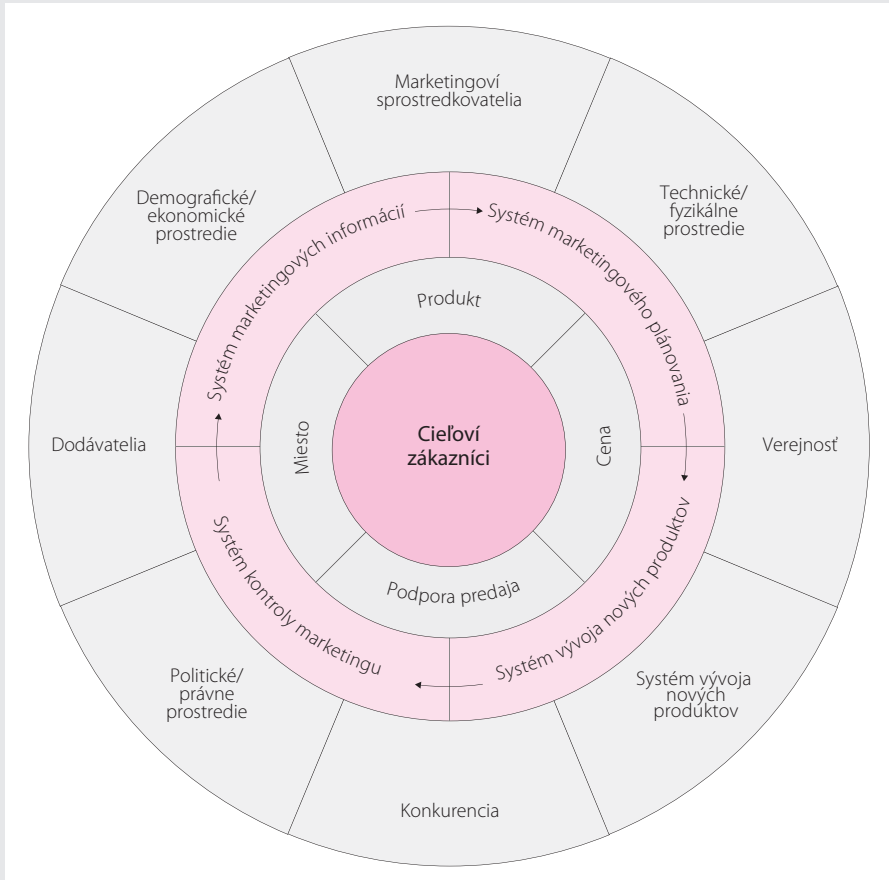 Marketingoví
sprostredkovatelia
Demografické/
ekonomické
prostredie
Technické/
fyzikálne
prostredie
Systém marketingových informácií
Systém marketingového plánovania
Produkt
Dodávatelia
Miesto
Cieľoví
zákazníci
Cena
Verejnosť
Podpora predaja
Systém kontroly marketingu
Systém vývoja nových produktov
Politické/
právne
prostredie
Systém vývoja
nových
produktov
Konkurencia